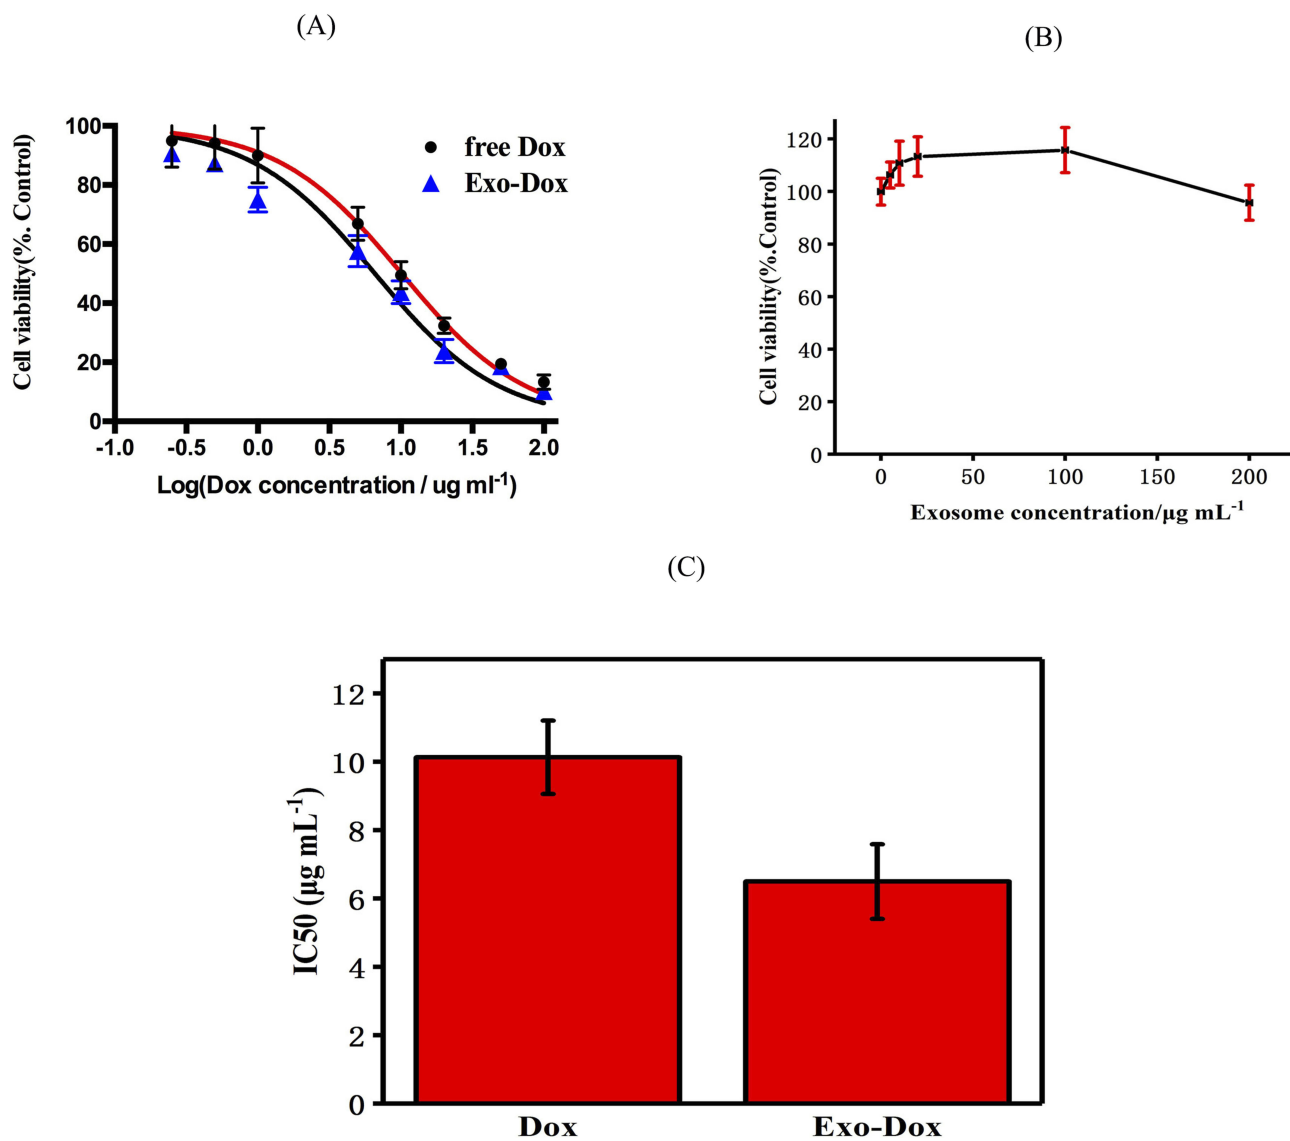 (A)
Cell viability(%. Control)
100
80
60
40
20
0
-1.0 -0.5 0.0 0.5 1.0 1.5 2.0
Log(Dox concentration / ug ml⁻¹)
free Dox
Exo-Dox
(B)
Cell viability(%.Control)
120
100
80
60
40
20
0
0 50 100 150 200
Exosome concentration/μg mL⁻¹
(C)
IC50 (μg mL⁻¹)
12
10
8
6
4
2
0
Dox Exo-Dox